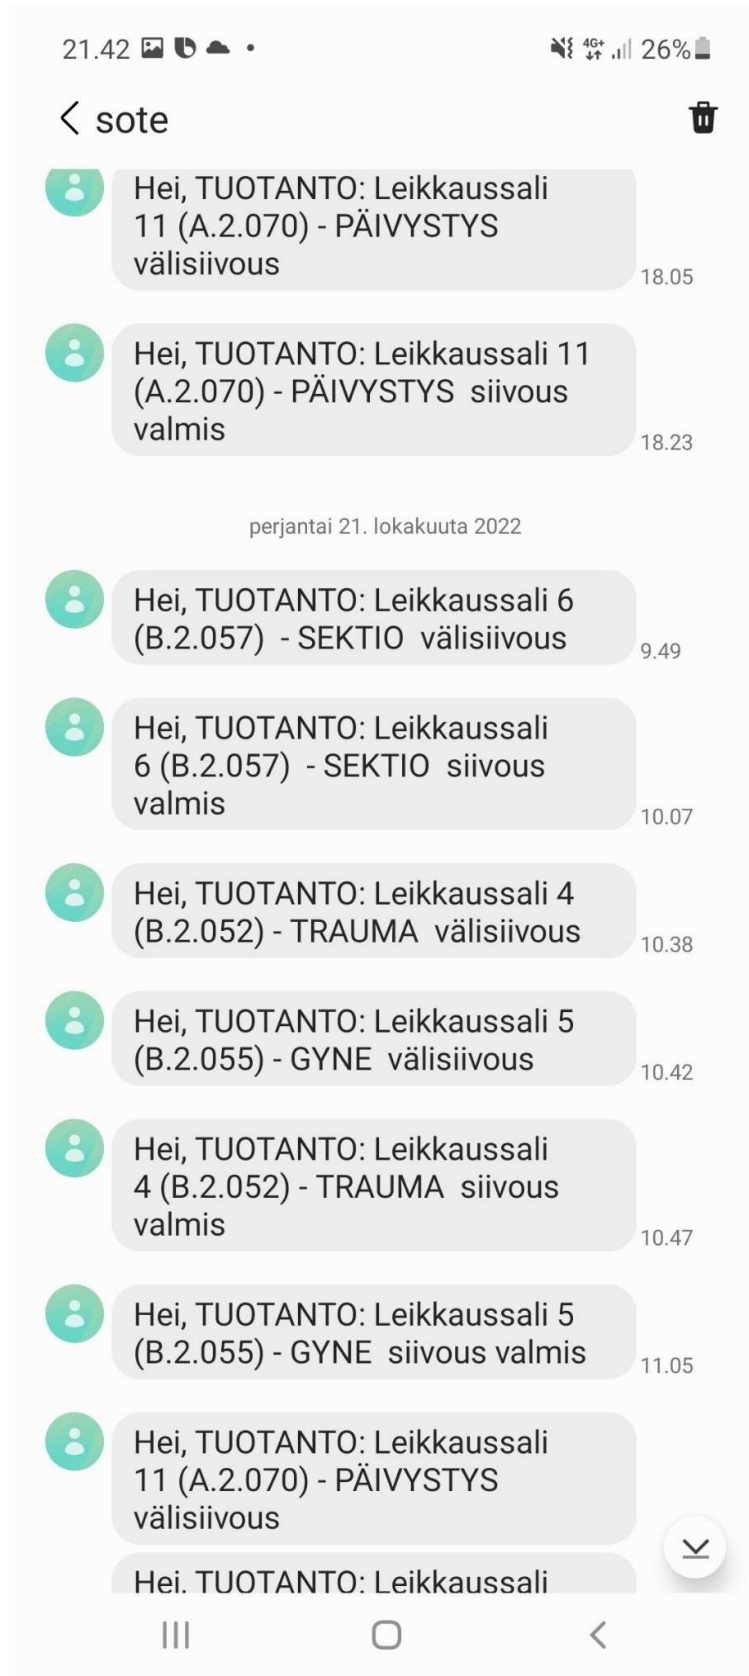 21.42
4G+ 26%
sote
Hei, TUOTANTO: Leikkaussali
11 (A.2.070) - PÄIVYSTYS
välisiivous
18.05
Hei, TUOTANTO: Leikkaussali 11
(A.2.070) - PÄIVYSTYS siivous
valmis
18.23
perjantai 21. lokakuuta 2022
Hei, TUOTANTO: Leikkaussali 6
(B.2.057) - SEKTIO välisiivous
9.49
Hei, TUOTANTO: Leikkaussali
6 (B.2.057) - SEKTIO siivous
valmis
10.07
Hei, TUOTANTO: Leikkaussali 4
(B.2.052) - TRAUMA välisiivous
10.38
Hei, TUOTANTO: Leikkaussali 5
(B.2.055) - GYNE välisiivous
10.42
Hei, TUOTANTO: Leikkaussali
4 (B.2.052) - TRAUMA siivous
valmis
10.47
Hei, TUOTANTO: Leikkaussali 5
(B.2.055) - GYNE siivous valmis
11.05
Hei, TUOTANTO: Leikkaussali
11 (A.2.070) - PÄIVYSTYS
välisiivous
Hei, TUOTANTO: Leikkaussali